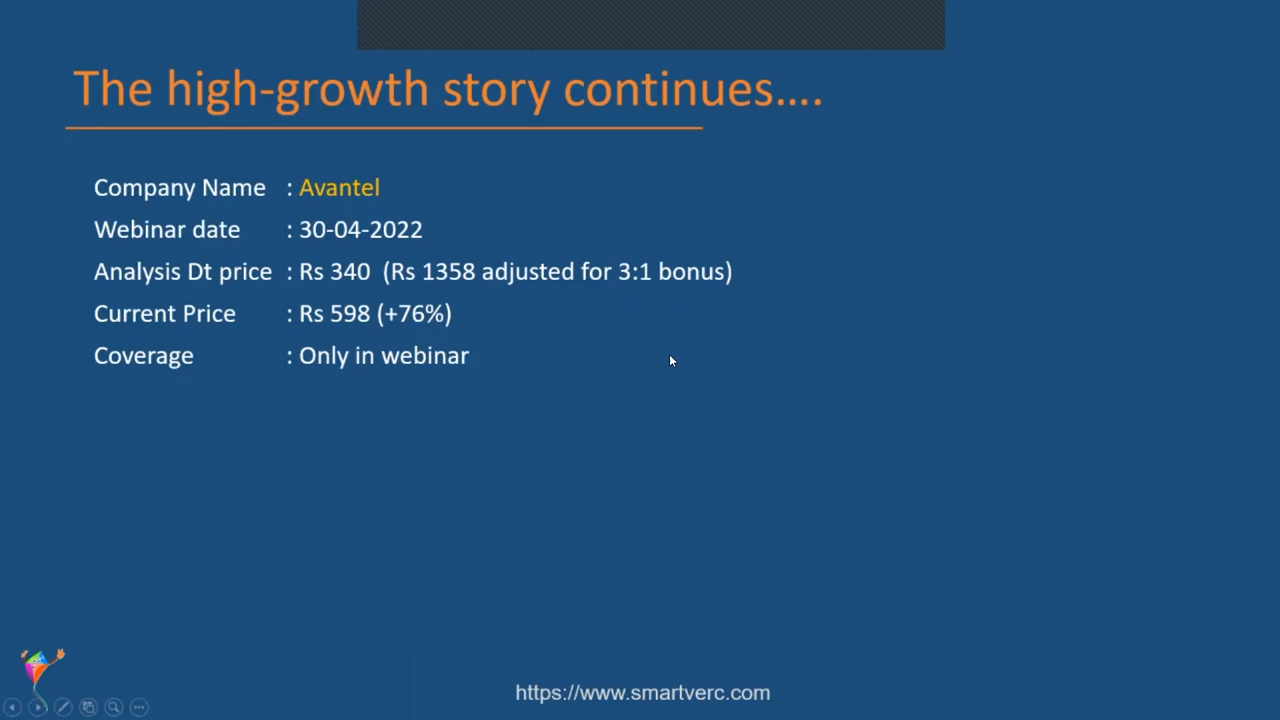 The high-growth story continues....
Company Name : Avantel
Webinar date : 30-04-2022
Analysis Dt price : Rs 340 (Rs 1358 adjusted for 3:1 bonus)
Current Price : Rs 598 (+76%)
Coverage : Only in webinar
https://www.smartverc.com